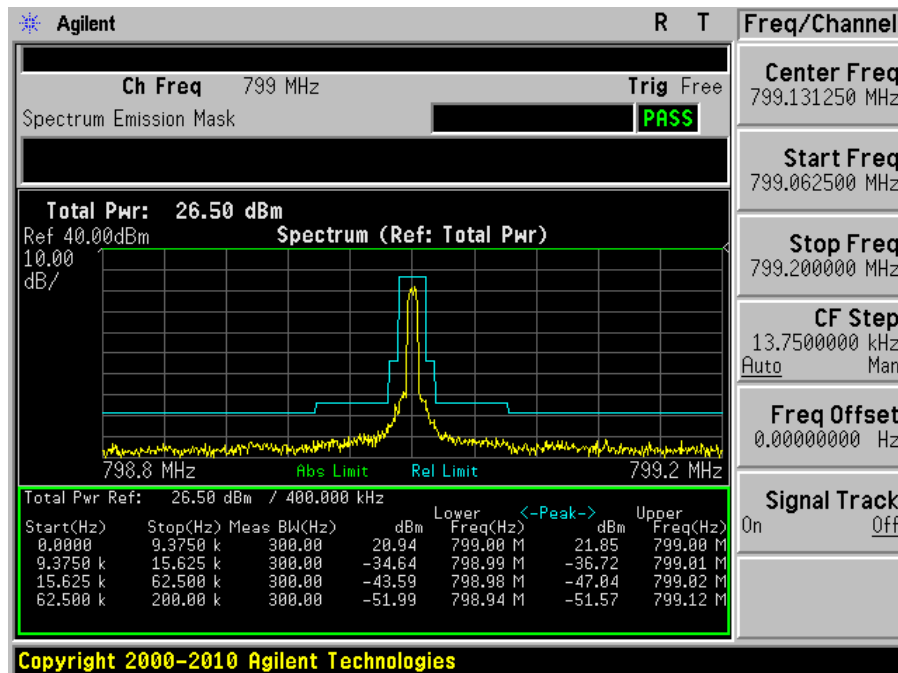 Agilent R T
Ch Freq 799 MHz Trig Free
Spectrum Emission Mask PASS
Total Pwr: 26.50 dBm
Ref 40.00dBm Spectrum (Ref: Total Pwr)
10.00
dB/
798.8 MHz Abs Limit Rel Limit 799.2 MHz
Total Pwr Ref: 26.50 dBm / 400.000 kHz
Lower <-Peak-> Upper
Start(Hz) Stop(Hz) Meas BW(Hz) dBm Freq(Hz) dBm Freq(Hz)
0.0000 9.3750 k 300.00 20.94 799.00 M 21.85 799.00 M
9.3750 k 15.625 k 300.00 -34.64 798.99 M -36.72 799.01 M
15.625 k 62.500 k 300.00 -43.59 798.98 M -47.04 799.02 M
62.500 k 200.00 k 300.00 -51.99 798.94 M -51.57 799.12 M
Freq/Channel
Center Freq
799.131250 MHz
Start Freq
799.062500 MHz
Stop Freq
799.200000 MHz
CF Step
13.7500000 kHz
Auto Man
Freq Offset
0.00000000 Hz
Signal Track
On Off
Copyright 2000-2010 Agilent Technologies